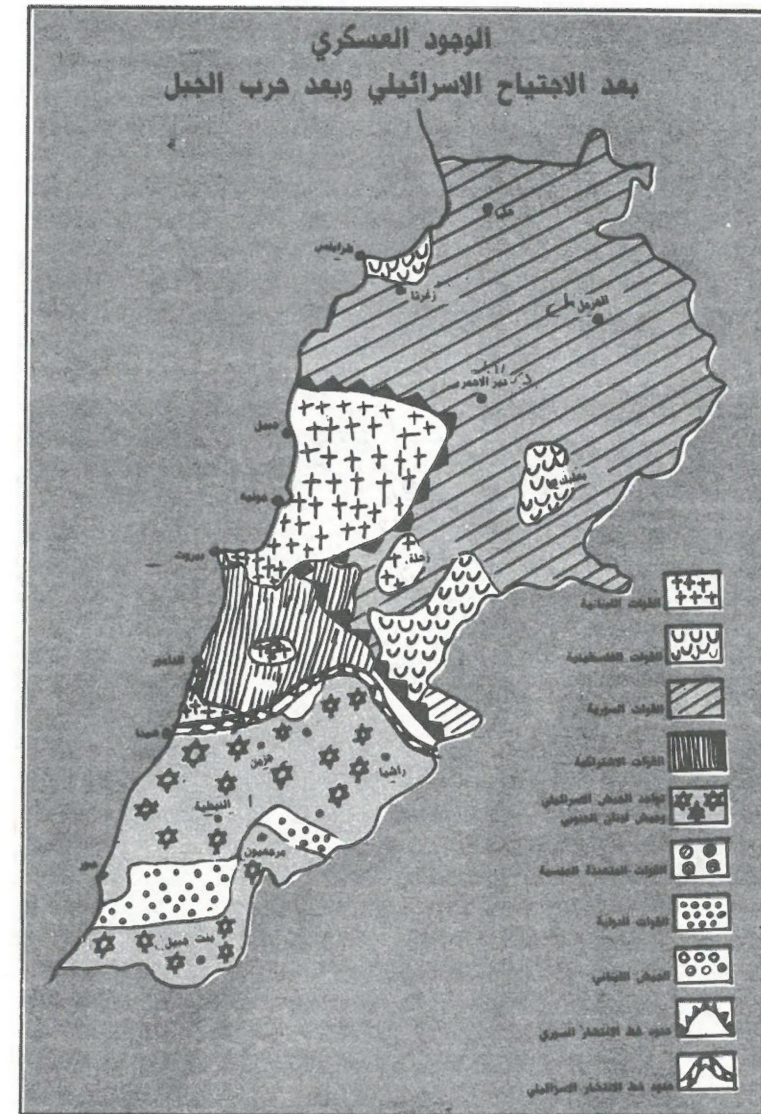 الوجود العسكري
بعد الاجتياح الاسرائيلي وبعد حرب الجبل
حلبا
طرابلس
زغرتا
الهرمل
دير الاحمر
جبيل
بعلبك
جونية
بيروت
زحلة
الدامور
صيدا
جزين
راشيا
النبطية
مرجعيون
صور
بنت جبيل
القوات اللبنانية
القوات الفلسطينية
القوات السورية
القوات الاشتراكية
تواجد الجيش الاسرائيلي
وجيش لبنان الجنوبي
القوات المتعددة الجنسية
القوات الدولية
الجيش اللبناني
حدود خط الانتشار السوري
حدود خط الانتشار الاسرائيلي